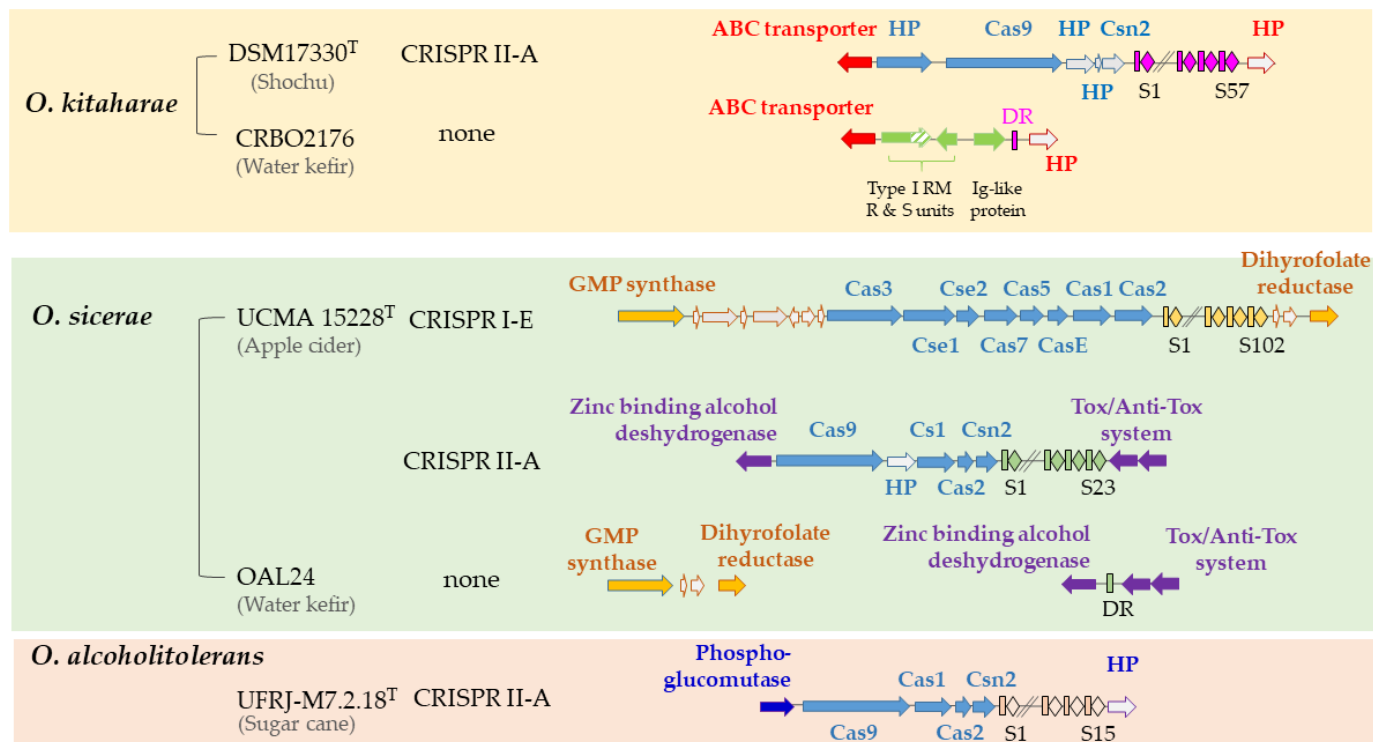 ABC transporter HP Cas9 HP Csn2 HP
DSM17330ᵀ CRISPR II-A
(Shochu)
HP S1 S57
O. kitaharae
ABC transporter DR
CRBO2176 none
(Water kefir)
HP
Type I RM Ig-like
R & S units protein
Dihyrofolate
reductase
GMP synthase Cas3 Cse2 Cas5 Cas1 Cas2
O. sicerae
UCMA 15228ᵀ CRISPR I-E
(Apple cider)
Cse1 Cas7 CasE S1 S102
Zinc binding alcohol
deshydrogenase
Cas9 Cs1 Csn2
Tox/Anti-Tox
system
CRISPR II-A
HP Cas2 S1 S23
GMP
synthase
Dihyrofolate
reductase
Zinc binding alcohol
deshydrogenase
Tox/Anti-Tox
system
OAL24 none
(Water kefir)
DR
O. alcoholitolerans
Phospho-
glucomutase
Cas1 Csn2 HP
UFRJ-M7.2.18ᵀ CRISPR II-A
(Sugar cane)
Cas9 Cas2 S1 S15